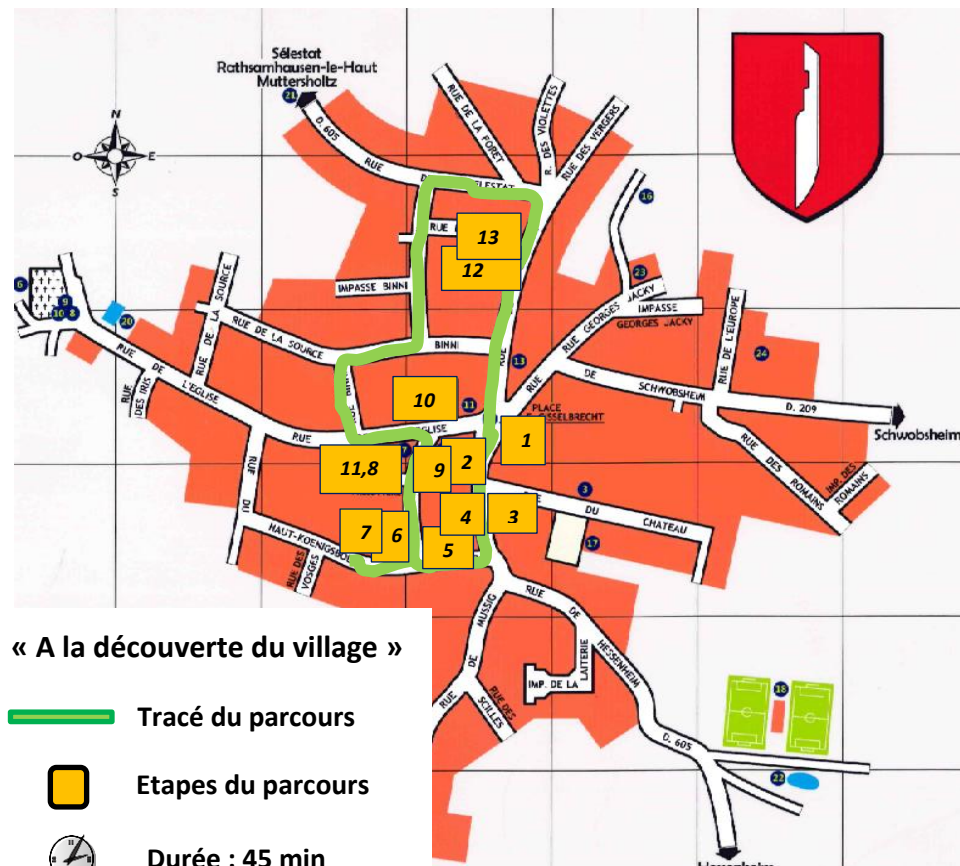 Sélestat
Rathsamhausen-le-Haut
Muttersholtz
21
D. 605
RUE
ELESTAT
RUE DE LA FORET
R. DES VIOLETTES
RUE DES VERGERS
N
O
E
S
16
RUE
13
12
IMPASSE BINNI
23
RUE GEORGES JACKY
IMPASSE
GEORGES JACKY
6
9
10
8
20
RUE DE LA SOURCE
RUE DE LA SOURCE
BINNI
RUE
13
RUE DE L'EUROPE
24
RUE
DE
SCHWOBSHEIM
D. 209
Schwobsheim
RUE DE L'EGLISE
RUE DES IRIS
10
11
PLACE
1
RUE
11,8
9
2
RUE DES ROMAINS
IMP. DES ROMAINS
RUE DU
HAUT-KOENIGSBO
7
6
4
3
5
3
DU
CHATEAU
17
RUE DES VOSGES
RUE DE MUSSIG
RUE DE HESSENHEIM
IMP. DE LA
LAITERIE
RUE DES SCILLES
D. 605
18
22
« A la découverte du village »
Tracé du parcours
Etapes du parcours
Durée : 45 min